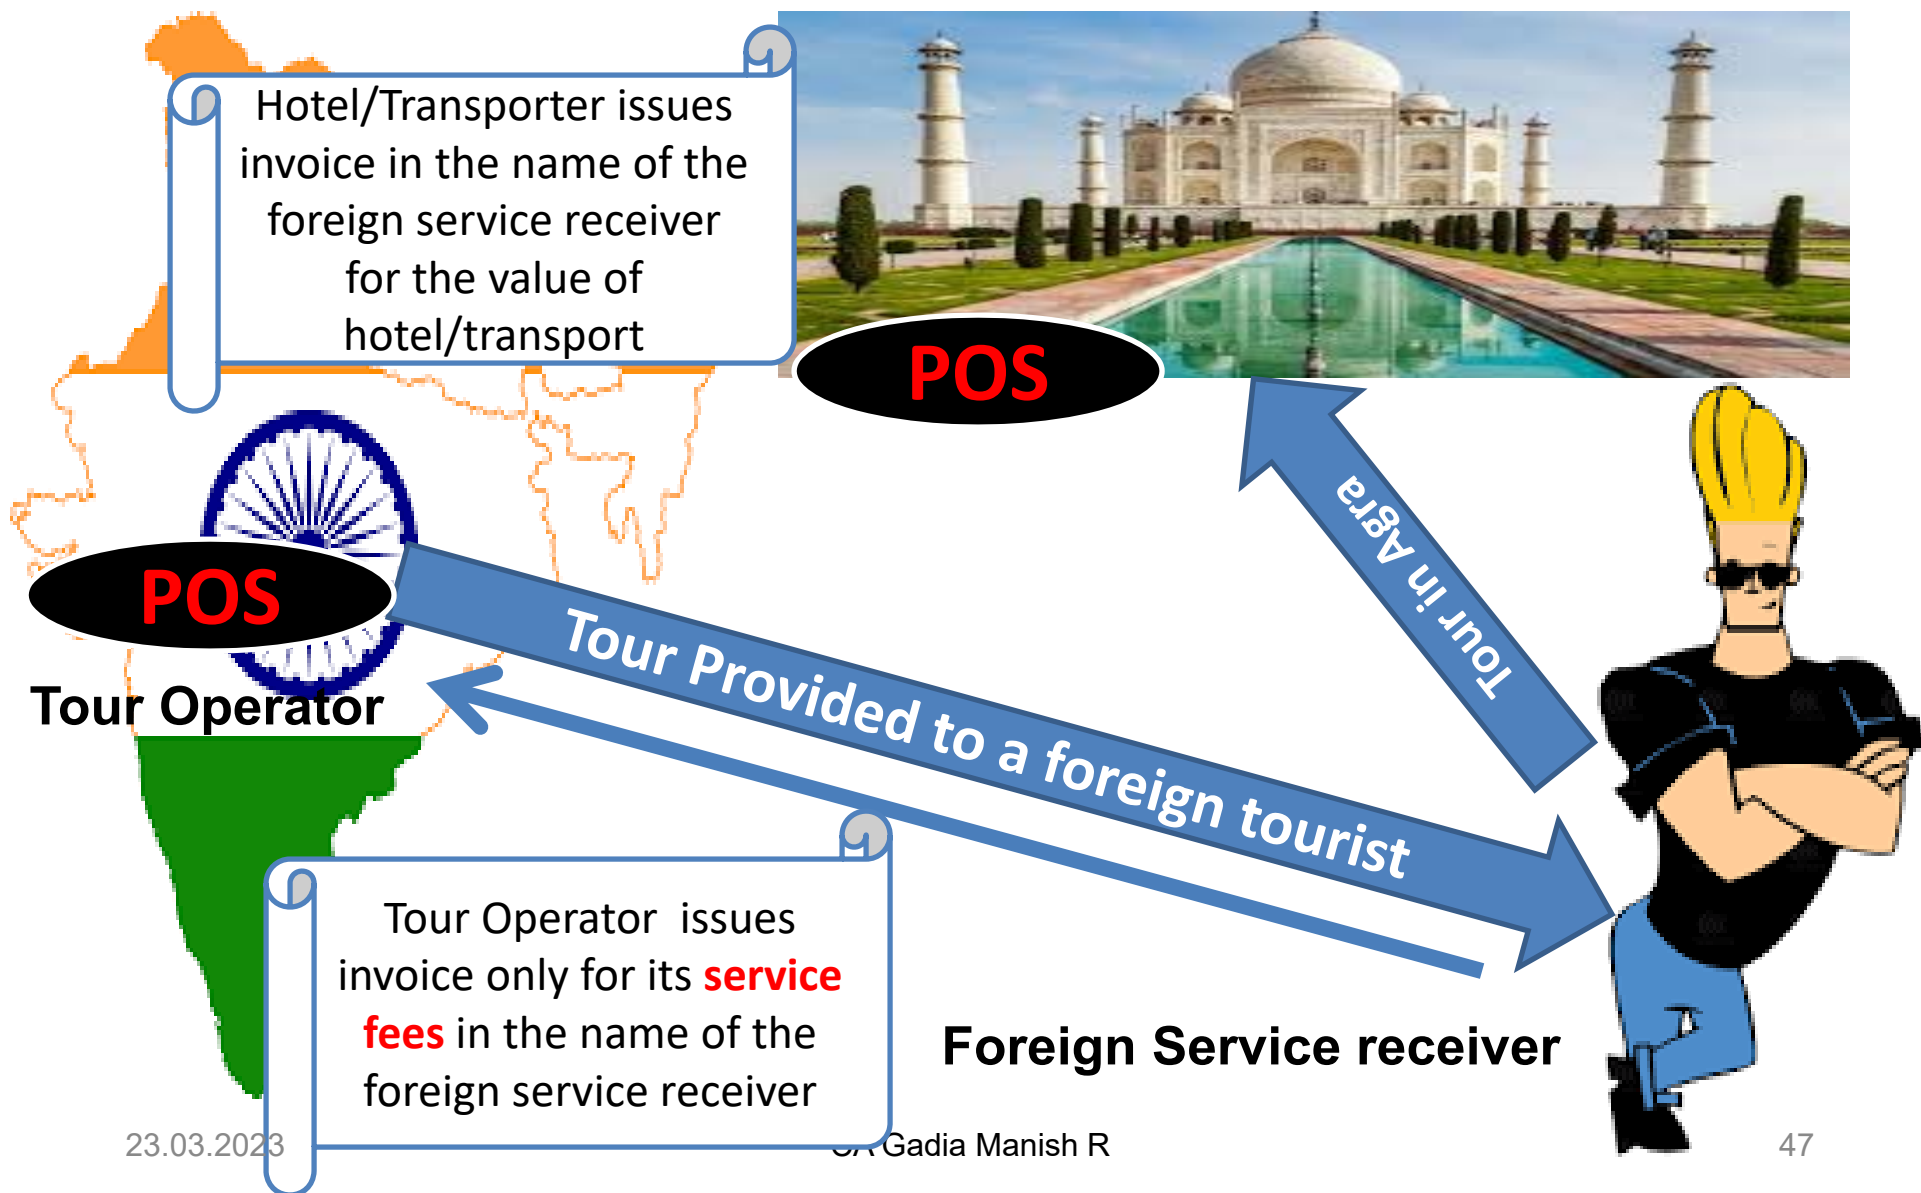 Hotel/Transporter issues
invoice in the name of the
foreign service receiver
for the value of
hotel/transport
POS
Tour in Agra
POS
Tour Operator
Tour Provided to a foreign tourist
Tour Operator issues
invoice only for its service
fees in the name of the
foreign service receiver
Foreign Service receiver
23.03.2023
CA Gadia Manish R
47